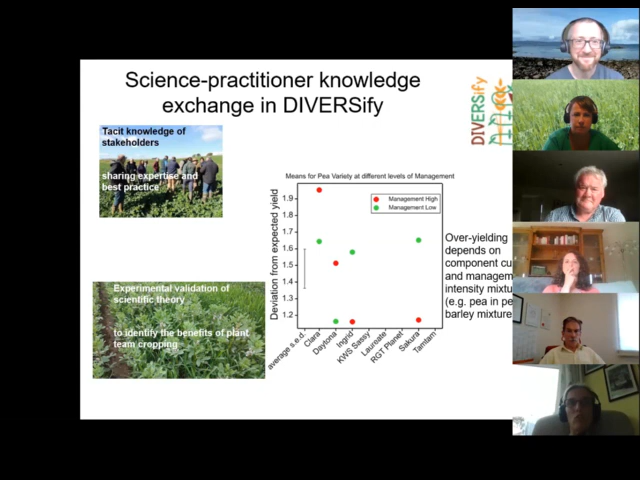 Science-practitioner knowledge
exchange in DIVERSify
DIVERSify
Tacit knowledge of
stakeholders
sharing expertise and
best practice
Experimental validation of
scientific theory
to identify the benefits of plant
team cropping
Means for Pea Variety at different levels of Management
Deviation from expected yield
1.9
1.8
1.7
1.6
1.5
1.4
1.3
1.2
Management High
Management Low
average s.e.d.
Clara
Daytona
Ingrid
KWS Sassy
Laureate
RGT Planet
Sakura
Tamtam
Over-yielding
depends on
component cu
and managem
intensity mixtu
(e.g. pea in pe
barley mixture